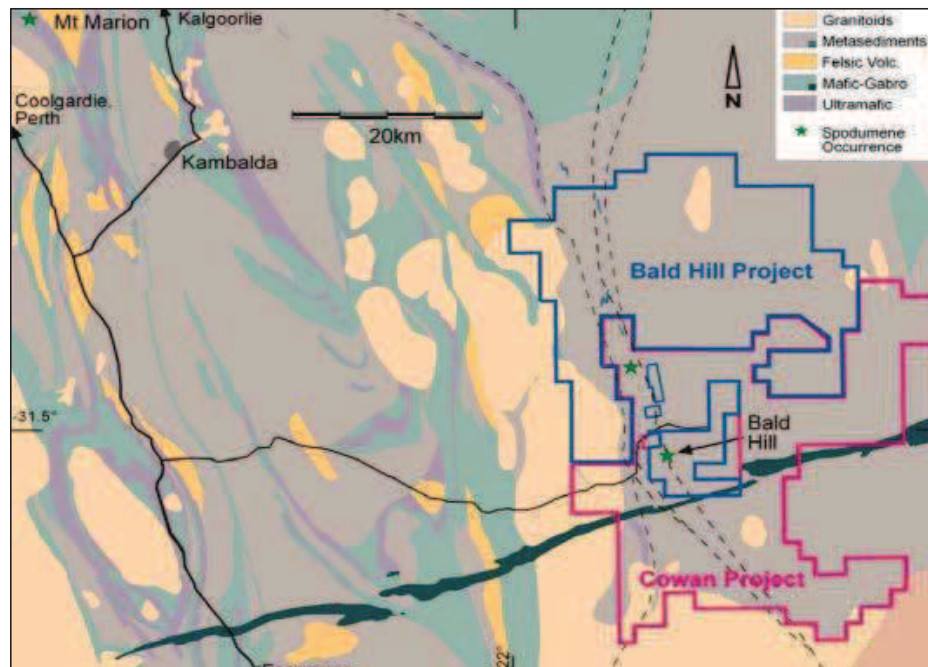 Mt Marion
Kalgoorlie
Coolgardie,
Perth
Kambalda
20km
N
Granitoids
Metasediments
Felsic Volc.
Mafic-Gabro
Ultramafic
Spodumene
Occurrence
Bald Hill Project
-31.5°
Bald
Hill
Cowan Project
122°